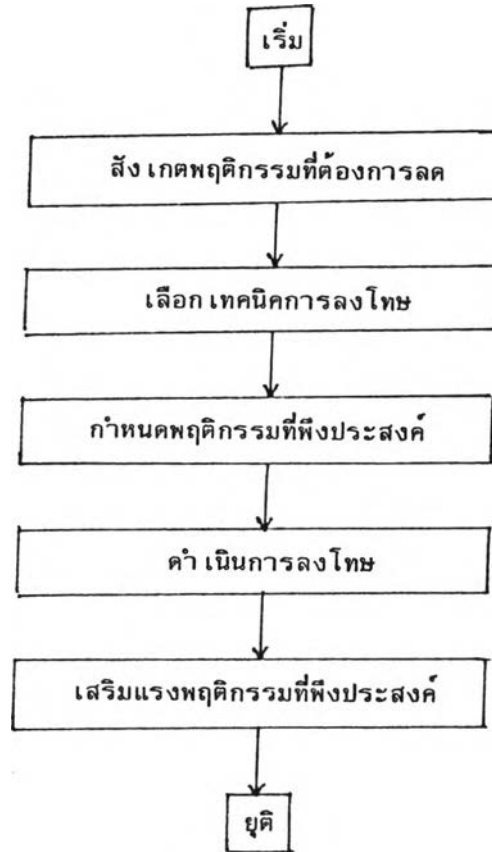 เริ่ม
สังเกตพฤติกรรมที่ต้องการลด
เลือกเทคนิคการลงโทษ
กำหนดพฤติกรรมที่พึงประสงค์
ดำเนินการลงโทษ
เสริมแรงพฤติกรรมที่พึงประสงค์
ยุติ